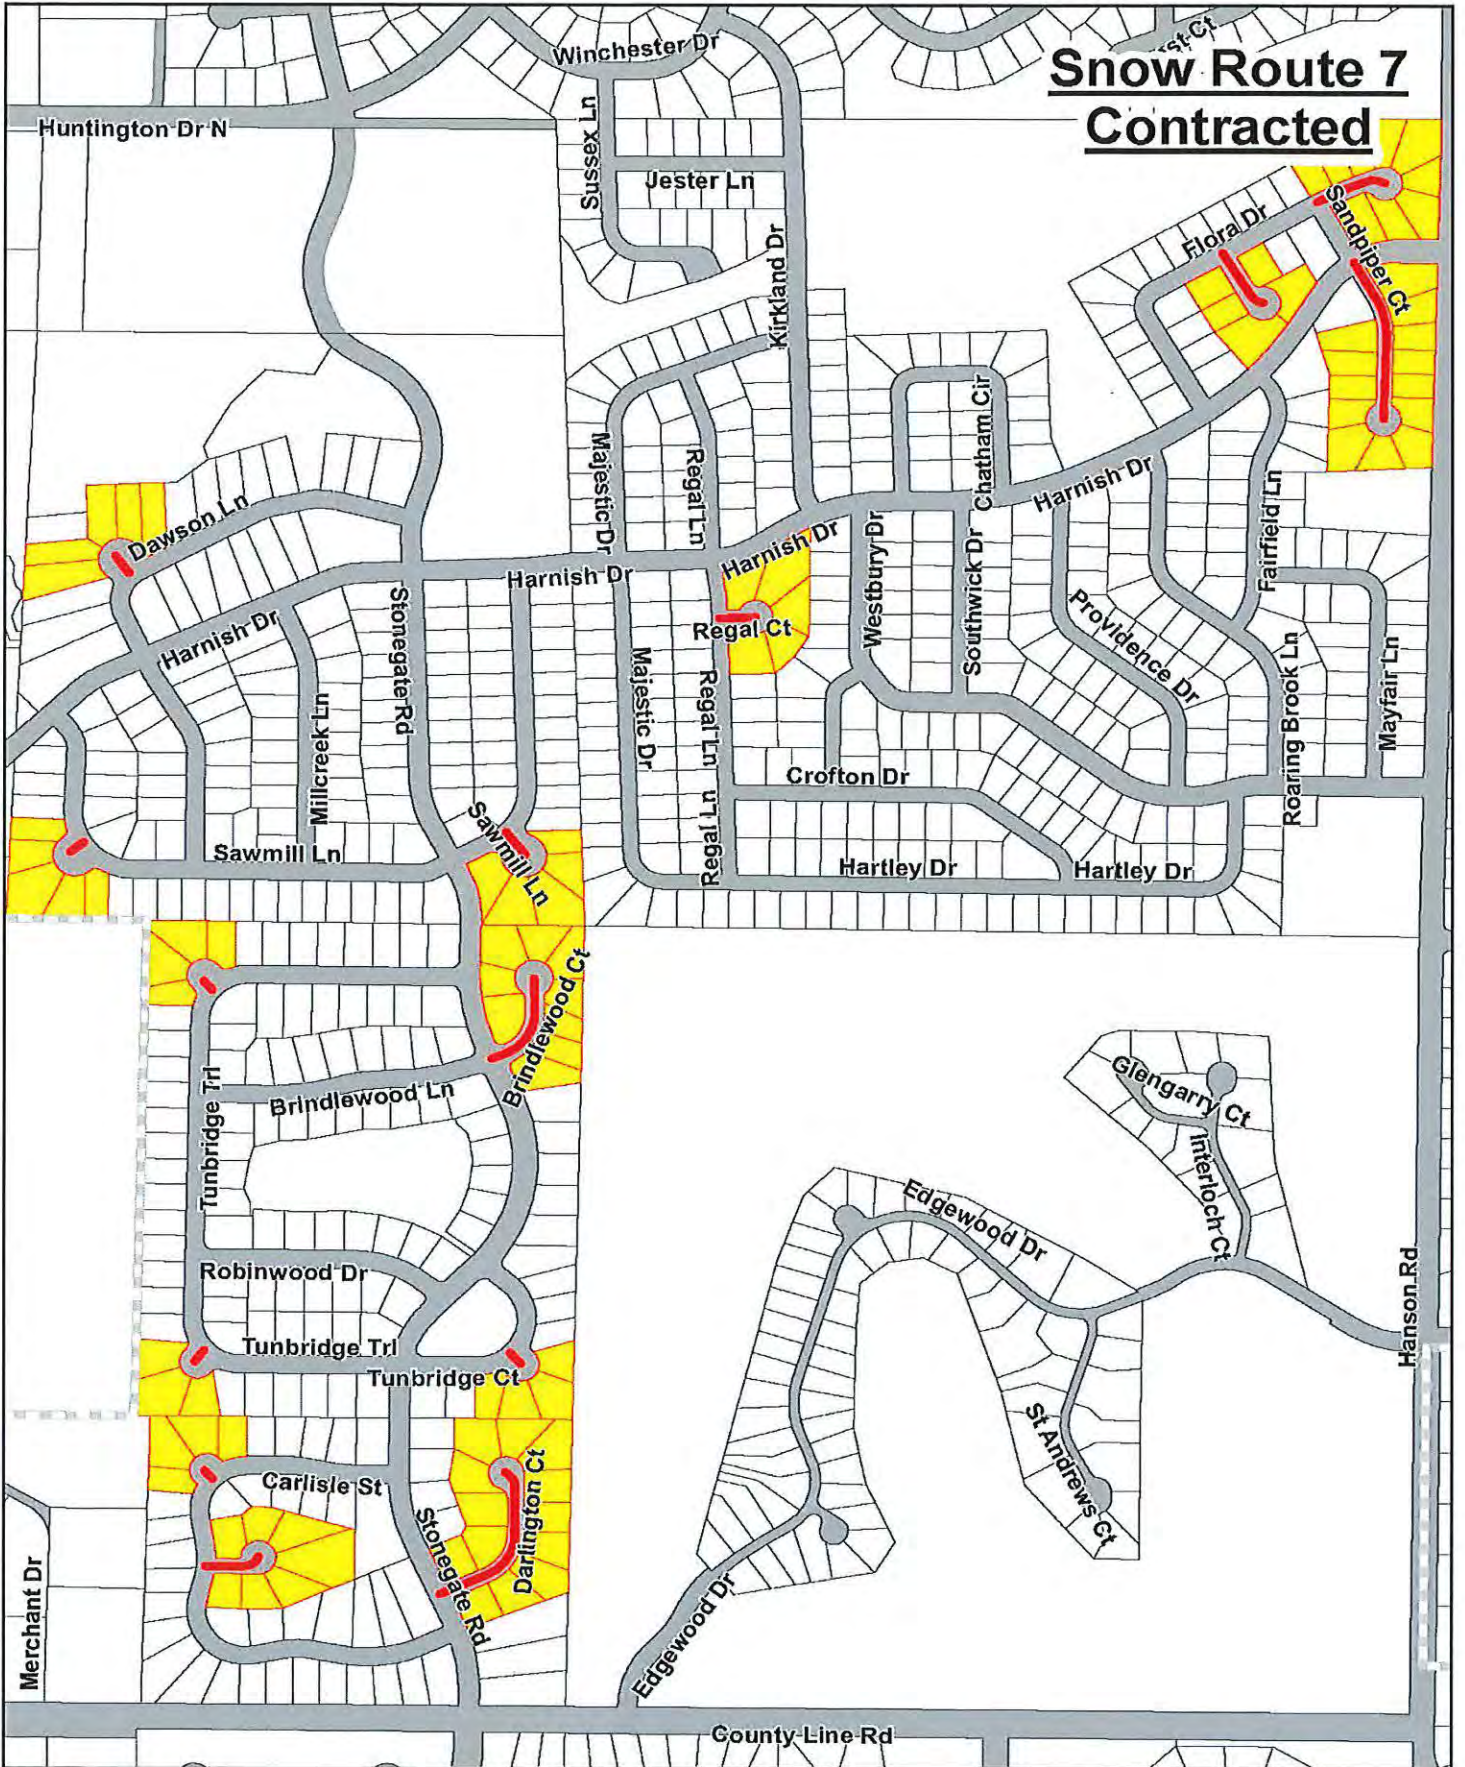 Snow Route 7
Contracted
Winchester Dr
st Ct
Huntington Dr N
Sussex Ln
Jester Ln
Kirkland Dr
Flora Dr
Sandpiper Ct
Majestic Dr
Regal Ln
Chatham Cir
Harnish Dr
Dawson Ln
Harnish Dr
Harnish Dr
Harnish Dr
Stonegate Rd
Westbury Dr
Southwick Dr
Fairfield Ln
Regal Ct
Providence Dr
Millcreek Ln
Majestic Dr
Regal Ln
Roaring Brook Ln
Mayfair Ln
Crofton Dr
Regal Ln
Ln
Sawmill Ln
Sawmill Ln
Hartley Dr
Hartley Dr
Brindlewood Ct
Brindlewood Ln
Tunbridge Trl
Glengarry Ct
Interloch Ct
Edgewood Dr
Robinwood Dr
Hanson Rd
Tunbridge Trl
Tunbridge Ct
St Andrews Ct
Carlisle St
Darlington Ct
Stonegate Rd
Merchant Dr
Edgewood Dr
County Line Rd